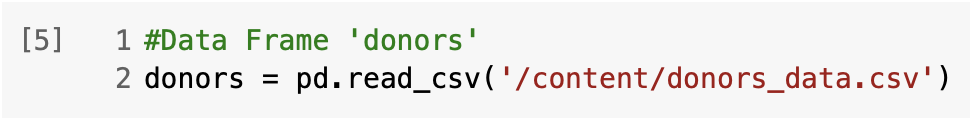 [5] 1 #Data Frame 'donors'
2 donors = pd.read_csv('/content/donors_data.csv')